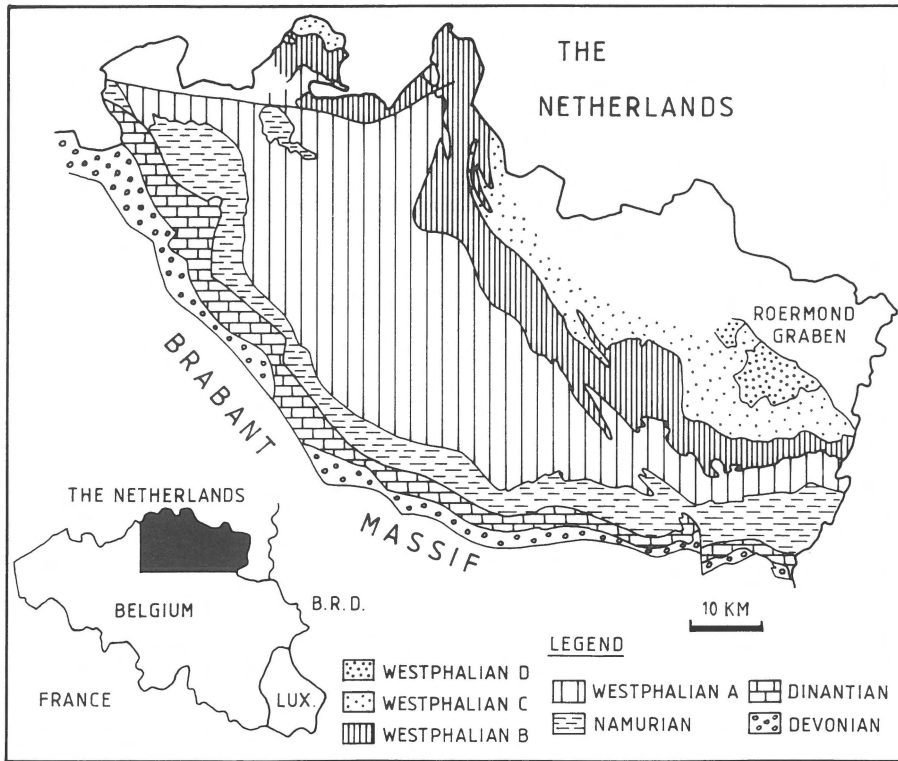 THE
NETHERLANDS
ROERMOND
GRABEN
BRABANT
MASSIF
THE NETHERLANDS
BELGIUM
B.R.D.
FRANCE
LUX.
10 KM
LEGEND
WESTPHALIAN D
WESTPHALIAN C
WESTPHALIAN B
WESTPHALIAN A
NAMURIAN
DINANTIAN
DEVONIAN